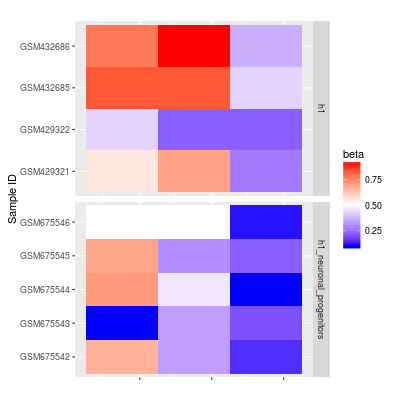 GSM432686
GSM432685
GSM429322
GSM429321
h1
GSM675546
GSM675545
GSM675544
GSM675543
GSM675542
h1_neuronal_progenitors
Sample ID
beta
0.75
0.50
0.25